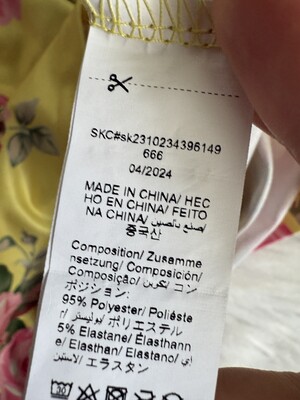 SKC#sk2310234396149
666
04/2024
MADE IN CHINA/ HEC
HO EN CHINA/ FEITO
NA CHINA/ صنع بالصين/
중국산
Composition/ Zusamme
nsetzung/ Composición/
Composição/ تكوين/ コン
ポジション:
95% Polyester/ Poliéste
r/ بوليستر/ ポリエステル
5% Elastane/ Élasthann
e/ Elasthan/ Elastano/ إي
لاستين/ エラスタン